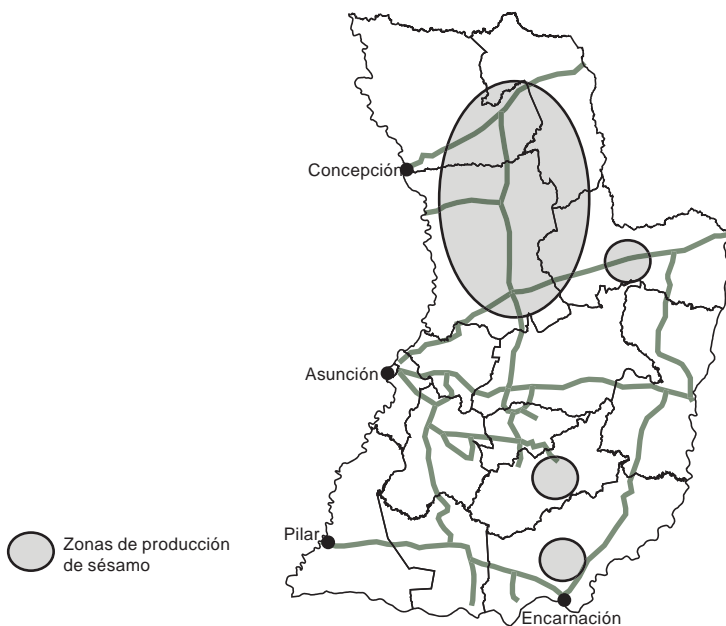 Concepción
Asunción
Pilar
Zonas de producción
de sésamo
Encarnación